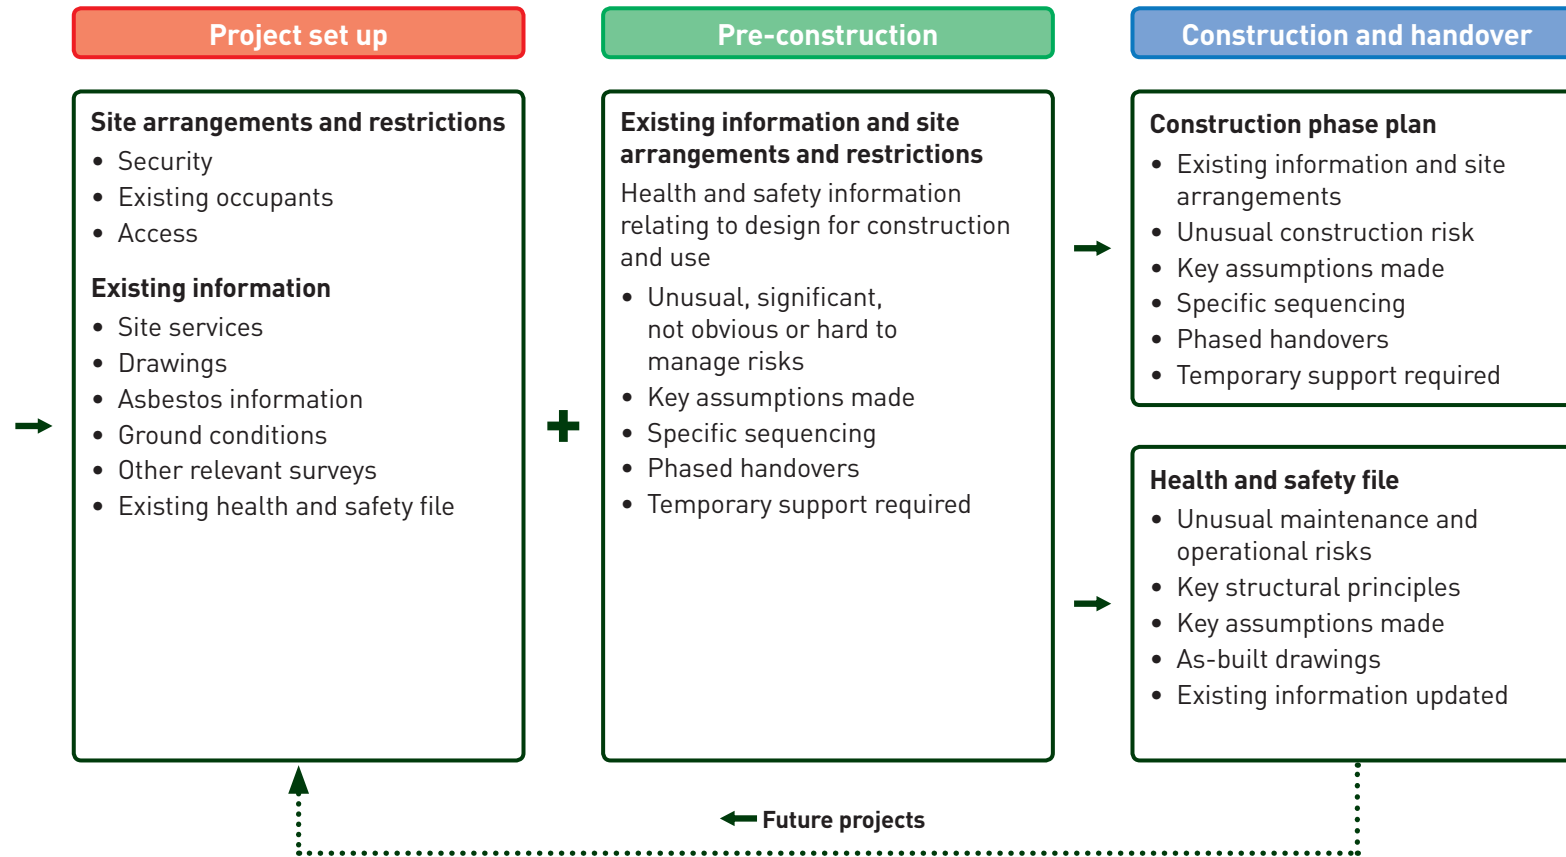 Project set up
Pre-construction
Construction and handover
Site arrangements and restrictions
• Security
• Existing occupants
• Access
Existing information
• Site services
• Drawings
• Asbestos information
• Ground conditions
• Other relevant surveys
• Existing health and safety file
Existing information and site
arrangements and restrictions
Health and safety information
relating to design for construction
and use
• Unusual, significant,
not obvious or hard to
manage risks
• Key assumptions made
• Specific sequencing
• Phased handovers
• Temporary support required
Construction phase plan
• Existing information and site
arrangements
• Unusual construction risk
• Key assumptions made
• Specific sequencing
• Phased handovers
• Temporary support required
Health and safety file
• Unusual maintenance and
operational risks
• Key structural principles
• Key assumptions made
• As-built drawings
• Existing information updated
Future projects